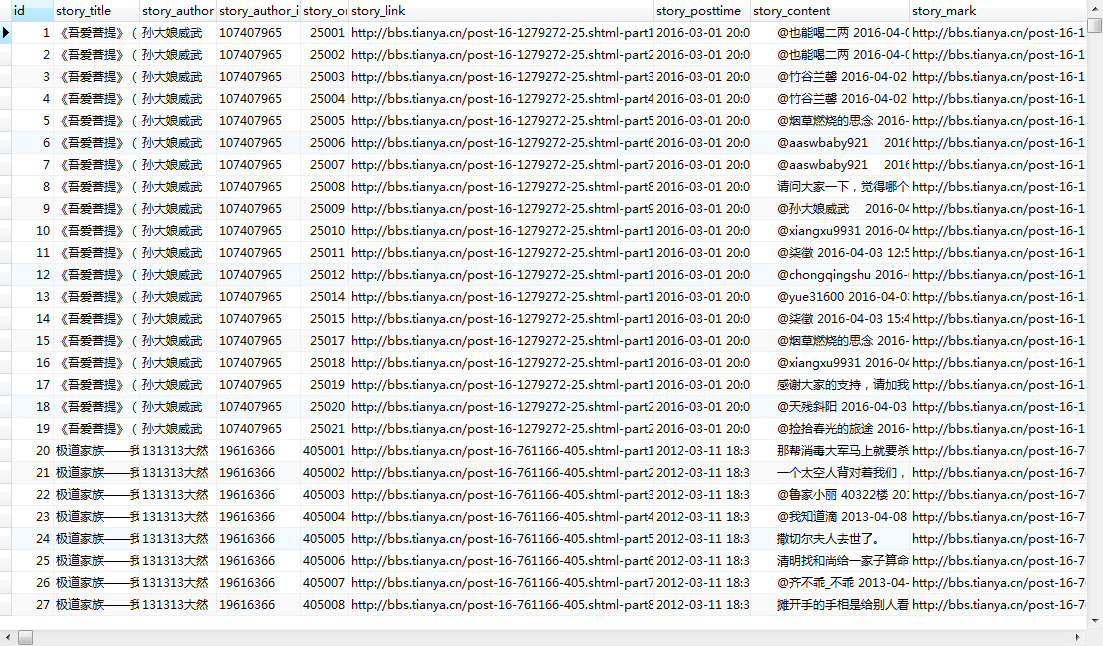 id story_title story_author story_author_i story_or story_link story_posttime story_content story_mark
1 《吾爱菩提》( 孙大娘威武 107407965 25001 http://bbs.tianya.cn/post-16-1279272-25.shtml-part1 2016-03-01 20:0 @也能喝二两 2016-04-0 http://bbs.tianya.cn/post-16-1
2 《吾爱菩提》( 孙大娘威武 107407965 25002 http://bbs.tianya.cn/post-16-1279272-25.shtml-part2 2016-03-01 20:0 @也能喝二两 2016-04-0 http://bbs.tianya.cn/post-16-1
3 《吾爱菩提》( 孙大娘威武 107407965 25003 http://bbs.tianya.cn/post-16-1279272-25.shtml-part3 2016-03-01 20:0 @竹谷兰馨 2016-04-02 http://bbs.tianya.cn/post-16-1
4 《吾爱菩提》( 孙大娘威武 107407965 25004 http://bbs.tianya.cn/post-16-1279272-25.shtml-part4 2016-03-01 20:0 @竹谷兰馨 2016-04-02 http://bbs.tianya.cn/post-16-1
5 《吾爱菩提》( 孙大娘威武 107407965 25005 http://bbs.tianya.cn/post-16-1279272-25.shtml-part5 2016-03-01 20:0 @烟草燃烧的思念 2016- http://bbs.tianya.cn/post-16-1
6 《吾爱菩提》( 孙大娘威武 107407965 25006 http://bbs.tianya.cn/post-16-1279272-25.shtml-part6 2016-03-01 20:0 @aaswbaby921 2016 http://bbs.tianya.cn/post-16-1
7 《吾爱菩提》( 孙大娘威武 107407965 25007 http://bbs.tianya.cn/post-16-1279272-25.shtml-part7 2016-03-01 20:0 @aaswbaby921 2016 http://bbs.tianya.cn/post-16-1
8 《吾爱菩提》( 孙大娘威武 107407965 25008 http://bbs.tianya.cn/post-16-1279272-25.shtml-part8 2016-03-01 20:0 请问大家一下，觉得哪个 http://bbs.tianya.cn/post-16-1
9 《吾爱菩提》( 孙大娘威武 107407965 25009 http://bbs.tianya.cn/post-16-1279272-25.shtml-part9 2016-03-01 20:0 @孙大娘威武 2016-04 http://bbs.tianya.cn/post-16-1
10 《吾爱菩提》( 孙大娘威武 107407965 25010 http://bbs.tianya.cn/post-16-1279272-25.shtml-part1 2016-03-01 20:0 @xiangxu9931 2016-04 http://bbs.tianya.cn/post-16-1
11 《吾爱菩提》( 孙大娘威武 107407965 25011 http://bbs.tianya.cn/post-16-1279272-25.shtml-part1 2016-03-01 20:0 @柒徵 2016-04-03 12:5 http://bbs.tianya.cn/post-16-1
12 《吾爱菩提》( 孙大娘威武 107407965 25012 http://bbs.tianya.cn/post-16-1279272-25.shtml-part1 2016-03-01 20:0 @chongqingshu 2016- http://bbs.tianya.cn/post-16-1
13 《吾爱菩提》( 孙大娘威武 107407965 25014 http://bbs.tianya.cn/post-16-1279272-25.shtml-part1 2016-03-01 20:0 @yue31600 2016-04-0 http://bbs.tianya.cn/post-16-1
14 《吾爱菩提》( 孙大娘威武 107407965 25015 http://bbs.tianya.cn/post-16-1279272-25.shtml-part1 2016-03-01 20:0 @柒徵 2016-04-03 15:4 http://bbs.tianya.cn/post-16-1
15 《吾爱菩提》( 孙大娘威武 107407965 25017 http://bbs.tianya.cn/post-16-1279272-25.shtml-part1 2016-03-01 20:0 @烟草燃烧的思念 2016- http://bbs.tianya.cn/post-16-1
16 《吾爱菩提》( 孙大娘威武 107407965 25018 http://bbs.tianya.cn/post-16-1279272-25.shtml-part1 2016-03-01 20:0 @xiangxu9931 2016-04 http://bbs.tianya.cn/post-16-1
17 《吾爱菩提》( 孙大娘威武 107407965 25019 http://bbs.tianya.cn/post-16-1279272-25.shtml-part1 2016-03-01 20:0 感谢大家的支持，请加我 http://bbs.tianya.cn/post-16-1
18 《吾爱菩提》( 孙大娘威武 107407965 25020 http://bbs.tianya.cn/post-16-1279272-25.shtml-part2 2016-03-01 20:0 @天残斜阳 2016-04-03 http://bbs.tianya.cn/post-16-1
19 《吾爱菩提》( 孙大娘威武 107407965 25021 http://bbs.tianya.cn/post-16-1279272-25.shtml-part2 2016-03-01 20:0 @捡拾春光的旅途 2016- http://bbs.tianya.cn/post-16-1
20 极道家族——我 131313大然 19616366 405001 http://bbs.tianya.cn/post-16-761166-405.shtml-part1 2012-03-11 18:3 那帮消毒大军马上就要杀 http://bbs.tianya.cn/post-16-7
21 极道家族——我 131313大然 19616366 405002 http://bbs.tianya.cn/post-16-761166-405.shtml-part2 2012-03-11 18:3 一个太空人背对着我们， http://bbs.tianya.cn/post-16-7
22 极道家族——我 131313大然 19616366 405003 http://bbs.tianya.cn/post-16-761166-405.shtml-part3 2012-03-11 18:3 @鲁家小丽 40322楼 201 http://bbs.tianya.cn/post-16-7
23 极道家族——我 131313大然 19616366 405004 http://bbs.tianya.cn/post-16-761166-405.shtml-part4 2012-03-11 18:3 @我知道滴 2013-04-08 http://bbs.tianya.cn/post-16-7
24 极道家族——我 131313大然 19616366 405005 http://bbs.tianya.cn/post-16-761166-405.shtml-part5 2012-03-11 18:3 撒切尔夫人去世了。 http://bbs.tianya.cn/post-16-7
25 极道家族——我 131313大然 19616366 405006 http://bbs.tianya.cn/post-16-761166-405.shtml-part6 2012-03-11 18:3 清明找和尚给一家子算命 http://bbs.tianya.cn/post-16-7
26 极道家族——我 131313大然 19616366 405007 http://bbs.tianya.cn/post-16-761166-405.shtml-part7 2012-03-11 18:3 @齐不乖_不乖 2013-04- http://bbs.tianya.cn/post-16-7
27 极道家族——我 131313大然 19616366 405008 http://bbs.tianya.cn/post-16-761166-405.shtml-part8 2012-03-11 18:3 摊开手的手相是给别人看 http://bbs.tianya.cn/post-16-7